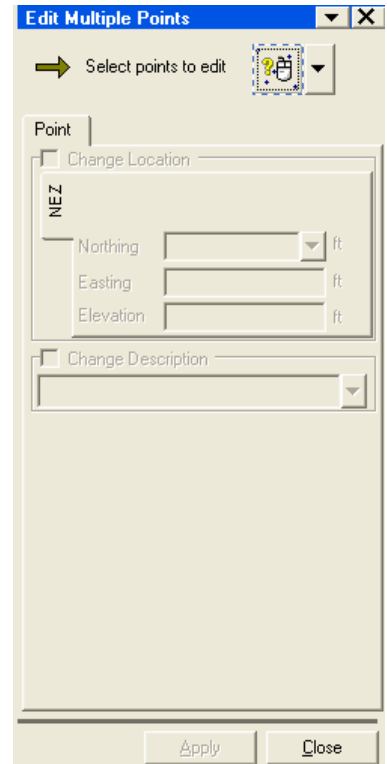 Edit Multiple Points
Select points to edit
Point
Change Location
NEZ
Northing ft
Easting ft
Elevation ft
Change Description
Apply Close